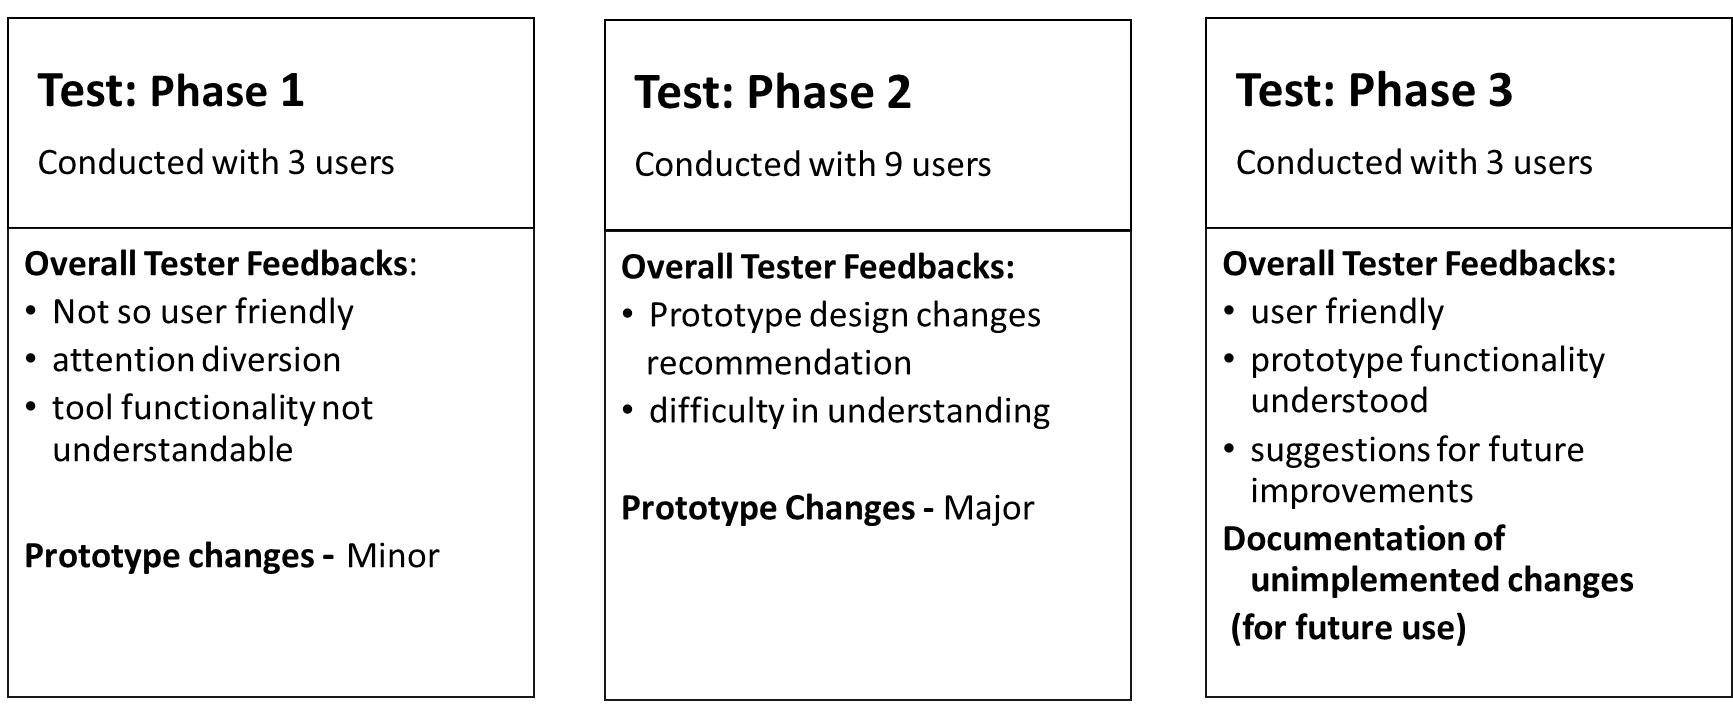 Test: Phase 1
Conducted with 3 users
Overall Tester Feedbacks:
• Not so user friendly
• attention diversion
• tool functionality not
understandable
Prototype changes - Minor
Test: Phase 2
Conducted with 9 users
Overall Tester Feedbacks:
• Prototype design changes
recommendation
• difficulty in understanding
Prototype Changes - Major
Test: Phase 3
Conducted with 3 users
Overall Tester Feedbacks:
• user friendly
• prototype functionality
understood
• suggestions for future
improvements
Documentation of
unimplemented changes
(for future use)